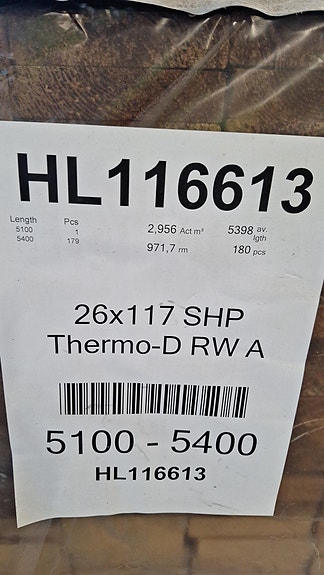 HL116613
Length Pcs
5100 1 2,956 Act m³ 5398 av. lgth
5400 179 971,7 rm 180 pcs
26x117 SHP
Thermo-D RW A
5100 - 5400
HL116613